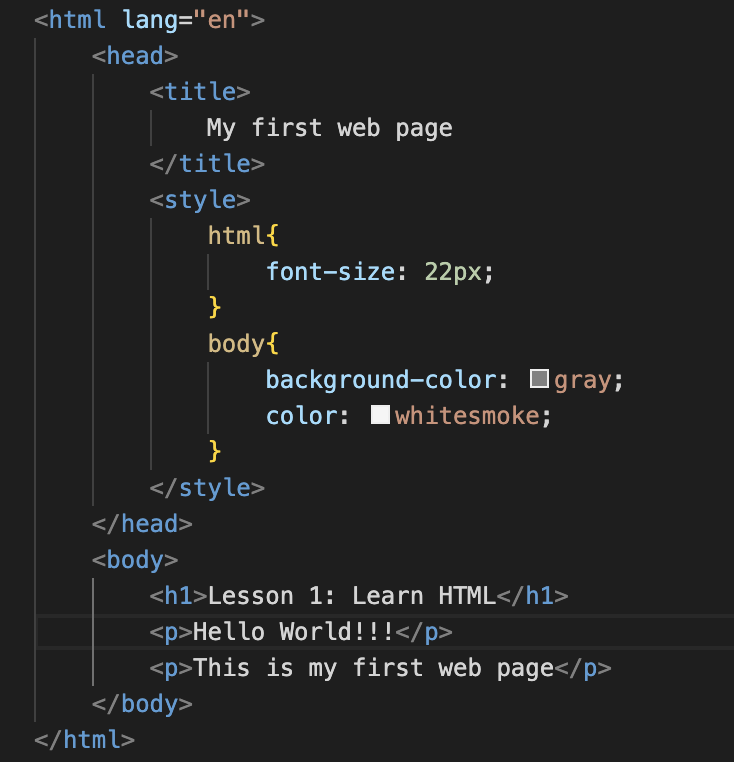 <html lang="en">
    <head>
        <title>
            My first web page
        </title>
        <style>
            html{
                font-size: 22px;
            }
            body{
                background-color: gray;
                color: whitesmoke;
            }
        </style>
    </head>
    <body>
        <h1>Lesson 1: Learn HTML</h1>
        <p>Hello World!!!</p>
        <p>This is my first web page</p>
    </body>
</html>